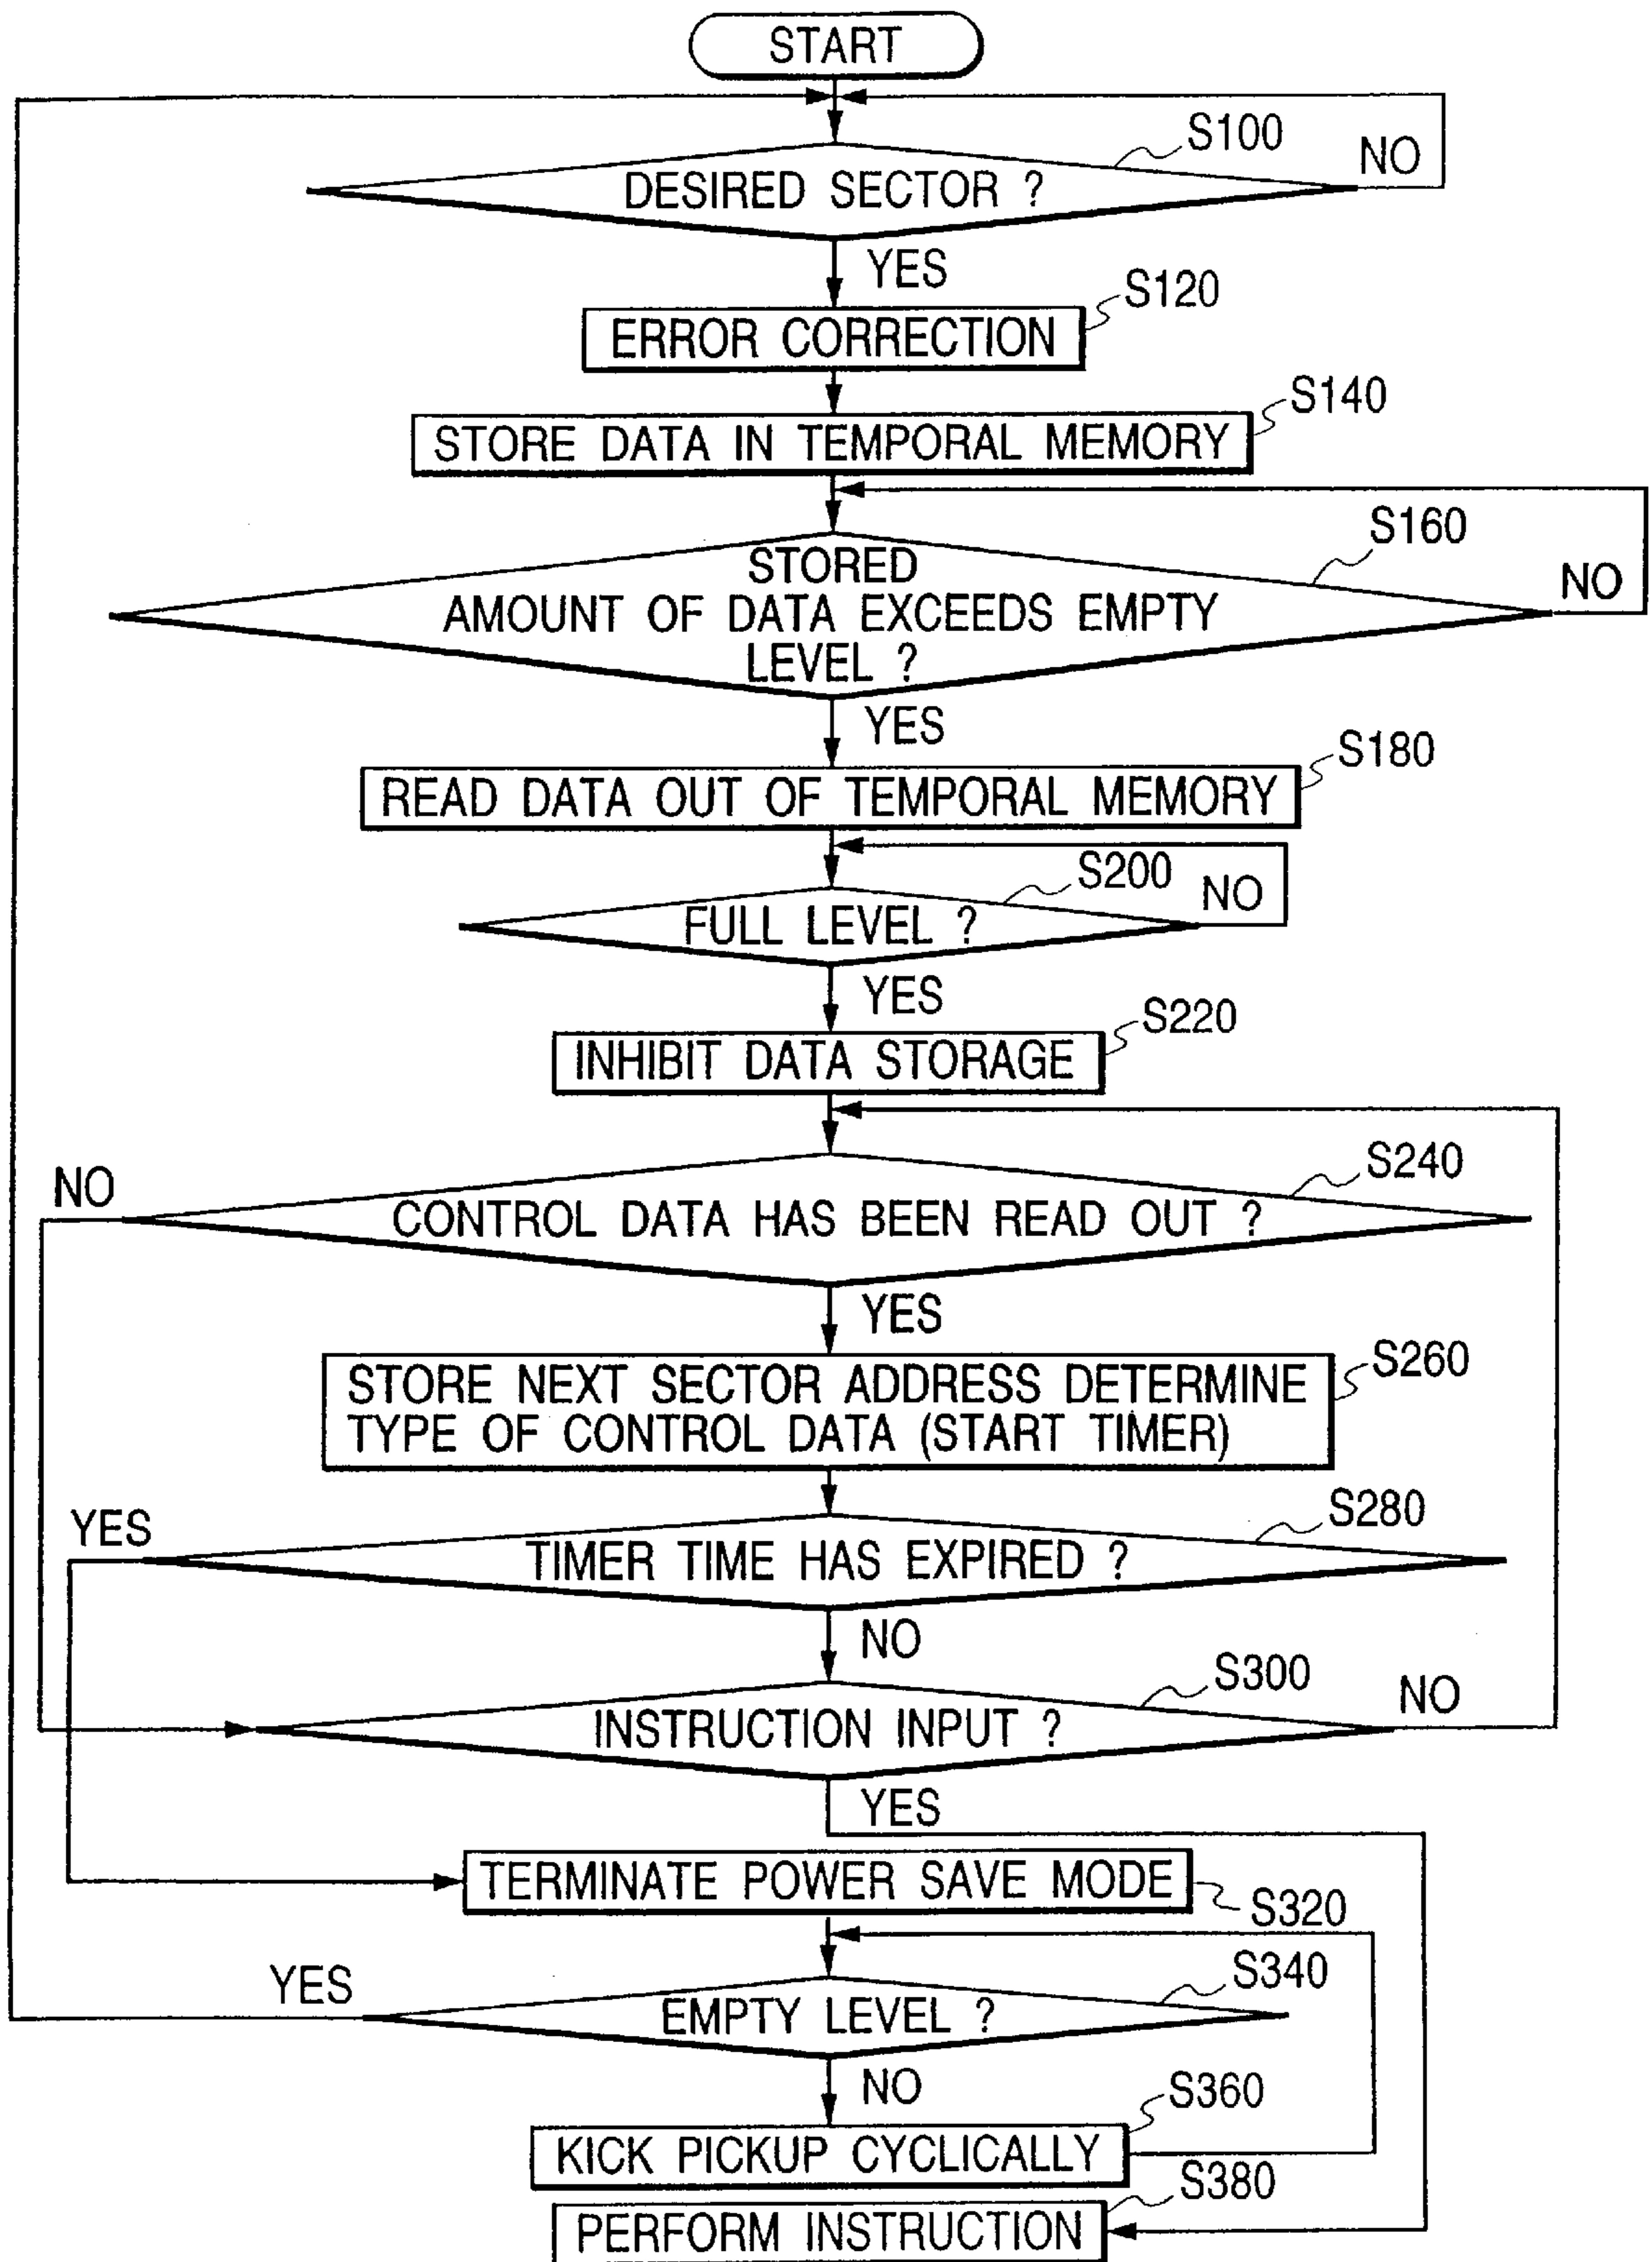 START
S100
NO
DESIRED SECTOR ?
YES
S120
ERROR CORRECTION
S140
STORE DATA IN TEMPORAL MEMORY
S160
STORED
NO
AMOUNT OF DATA EXCEEDS EMPTY
LEVEL ?
YES
S180
READ DATA OUT OF TEMPORAL MEMORY
S200
NO
FULL LEVEL ?
YES
S220
INHIBIT DATA STORAGE
S240
NO
CONTROL DATA HAS BEEN READ OUT ?
YES
S260
STORE NEXT SECTOR ADDRESS DETERMINE
TYPE OF CONTROL DATA (START TIMER)
S280
YES
TIMER TIME HAS EXPIRED ?
NO
S300
NO
INSTRUCTION INPUT ?
YES
TERMINATE POWER SAVE MODE
S320
S340
YES
EMPTY LEVEL ?
NO
S360
KICK PICKUP CYCLICALLY
S380
PERFORM INSTRUCTION